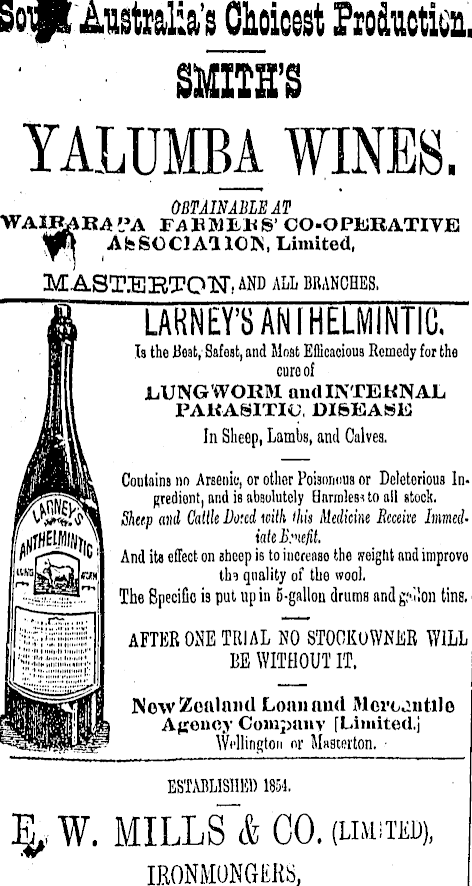 South Australia's Choicest Production.
SMITH'S
YALUMBA WINES.
OBTAINABLE AT
WAIRARAPA FARMERS' CO-OPERATIVE
ASSOCIATION, Limited,
MASTERTON, AND ALL BRANCHES.
LARNEY'S ANTHELMINTIC.
Is the Best, Safest, and Most Efficacious Remedy for the
cure of
LUNGWORM and INTERNAL
PARASITIC DISEASE
In Sheep, Lambs, and Calves.
Contains no Arsenic, or other Poisonous or Deleterious In-
gredient, and is absolutely Harmless to all stock.
Sheep and Cattle Dosed with this Medicine Receive Immed-
iate Benefit.
And its effect on sheep is to increase the weight and improve
the quality of the wool.
The Specific is put up in 5-gallon drums and gallon tins.
AFTER ONE TRIAL NO STOCKOWNER WILL
BE WITHOUT IT.
New Zealand Loan and Mercantile
Agency Company [Limited.]
Wellington or Masterton.
LARNEY'S
ANTHELMINTIC
ESTABLISHED 1854.
E. W. MILLS & CO. (LIMITED),
IRONMONGERS,